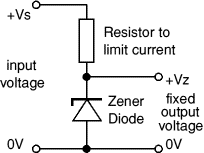 +Vs
Resistor to
limit current
input
voltage
+Vz
Zener
Diode
fixed
output
voltage
0V
0V